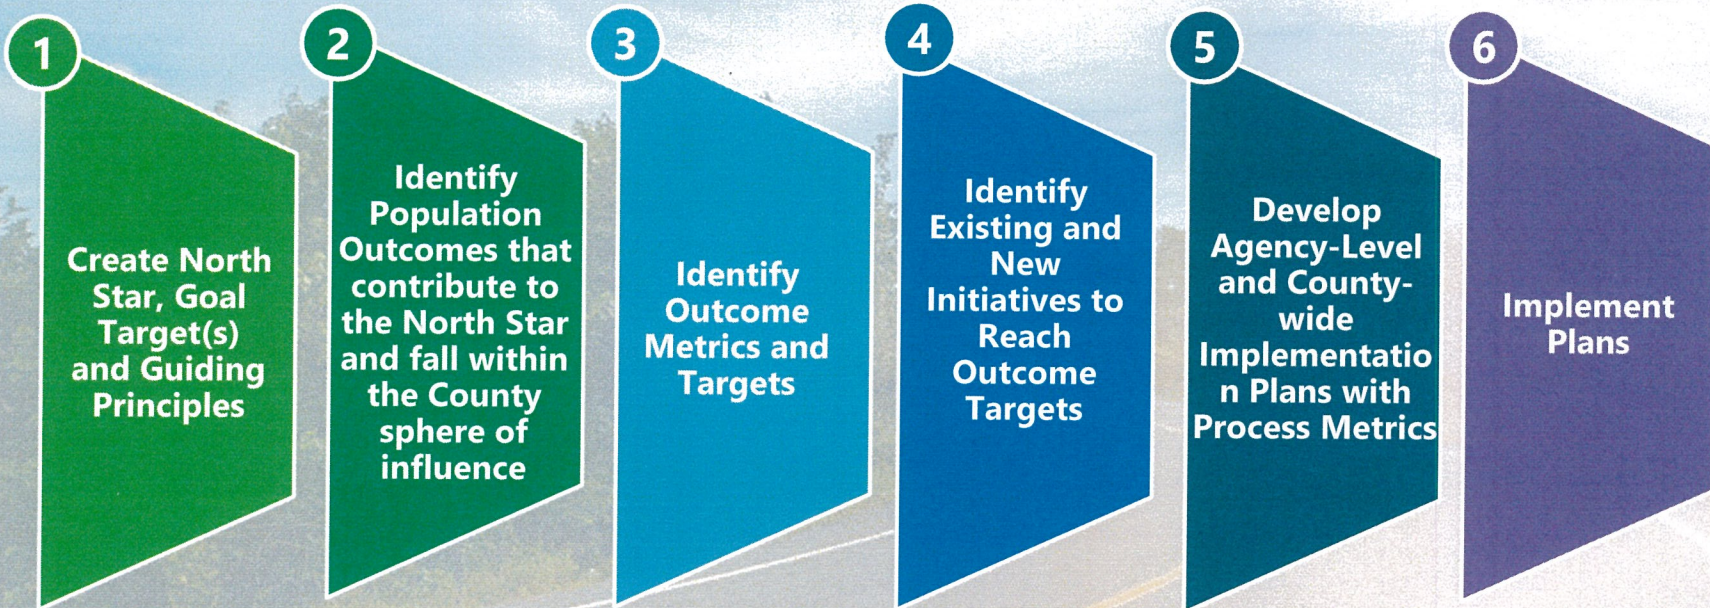 1
Create North
Star, Goal
Target(s)
and Guiding
Principles
2
Identify
Population
Outcomes that
contribute to
the North Star
and fall within
the County
sphere of
influence
3
Identify
Outcome
Metrics and
Targets
4
Identify
Existing and
New
Initiatives to
Reach
Outcome
Targets
5
Develop
Agency-Level
and County-
wide
Implementatio
n Plans with
Process Metrics
6
Implement
Plans